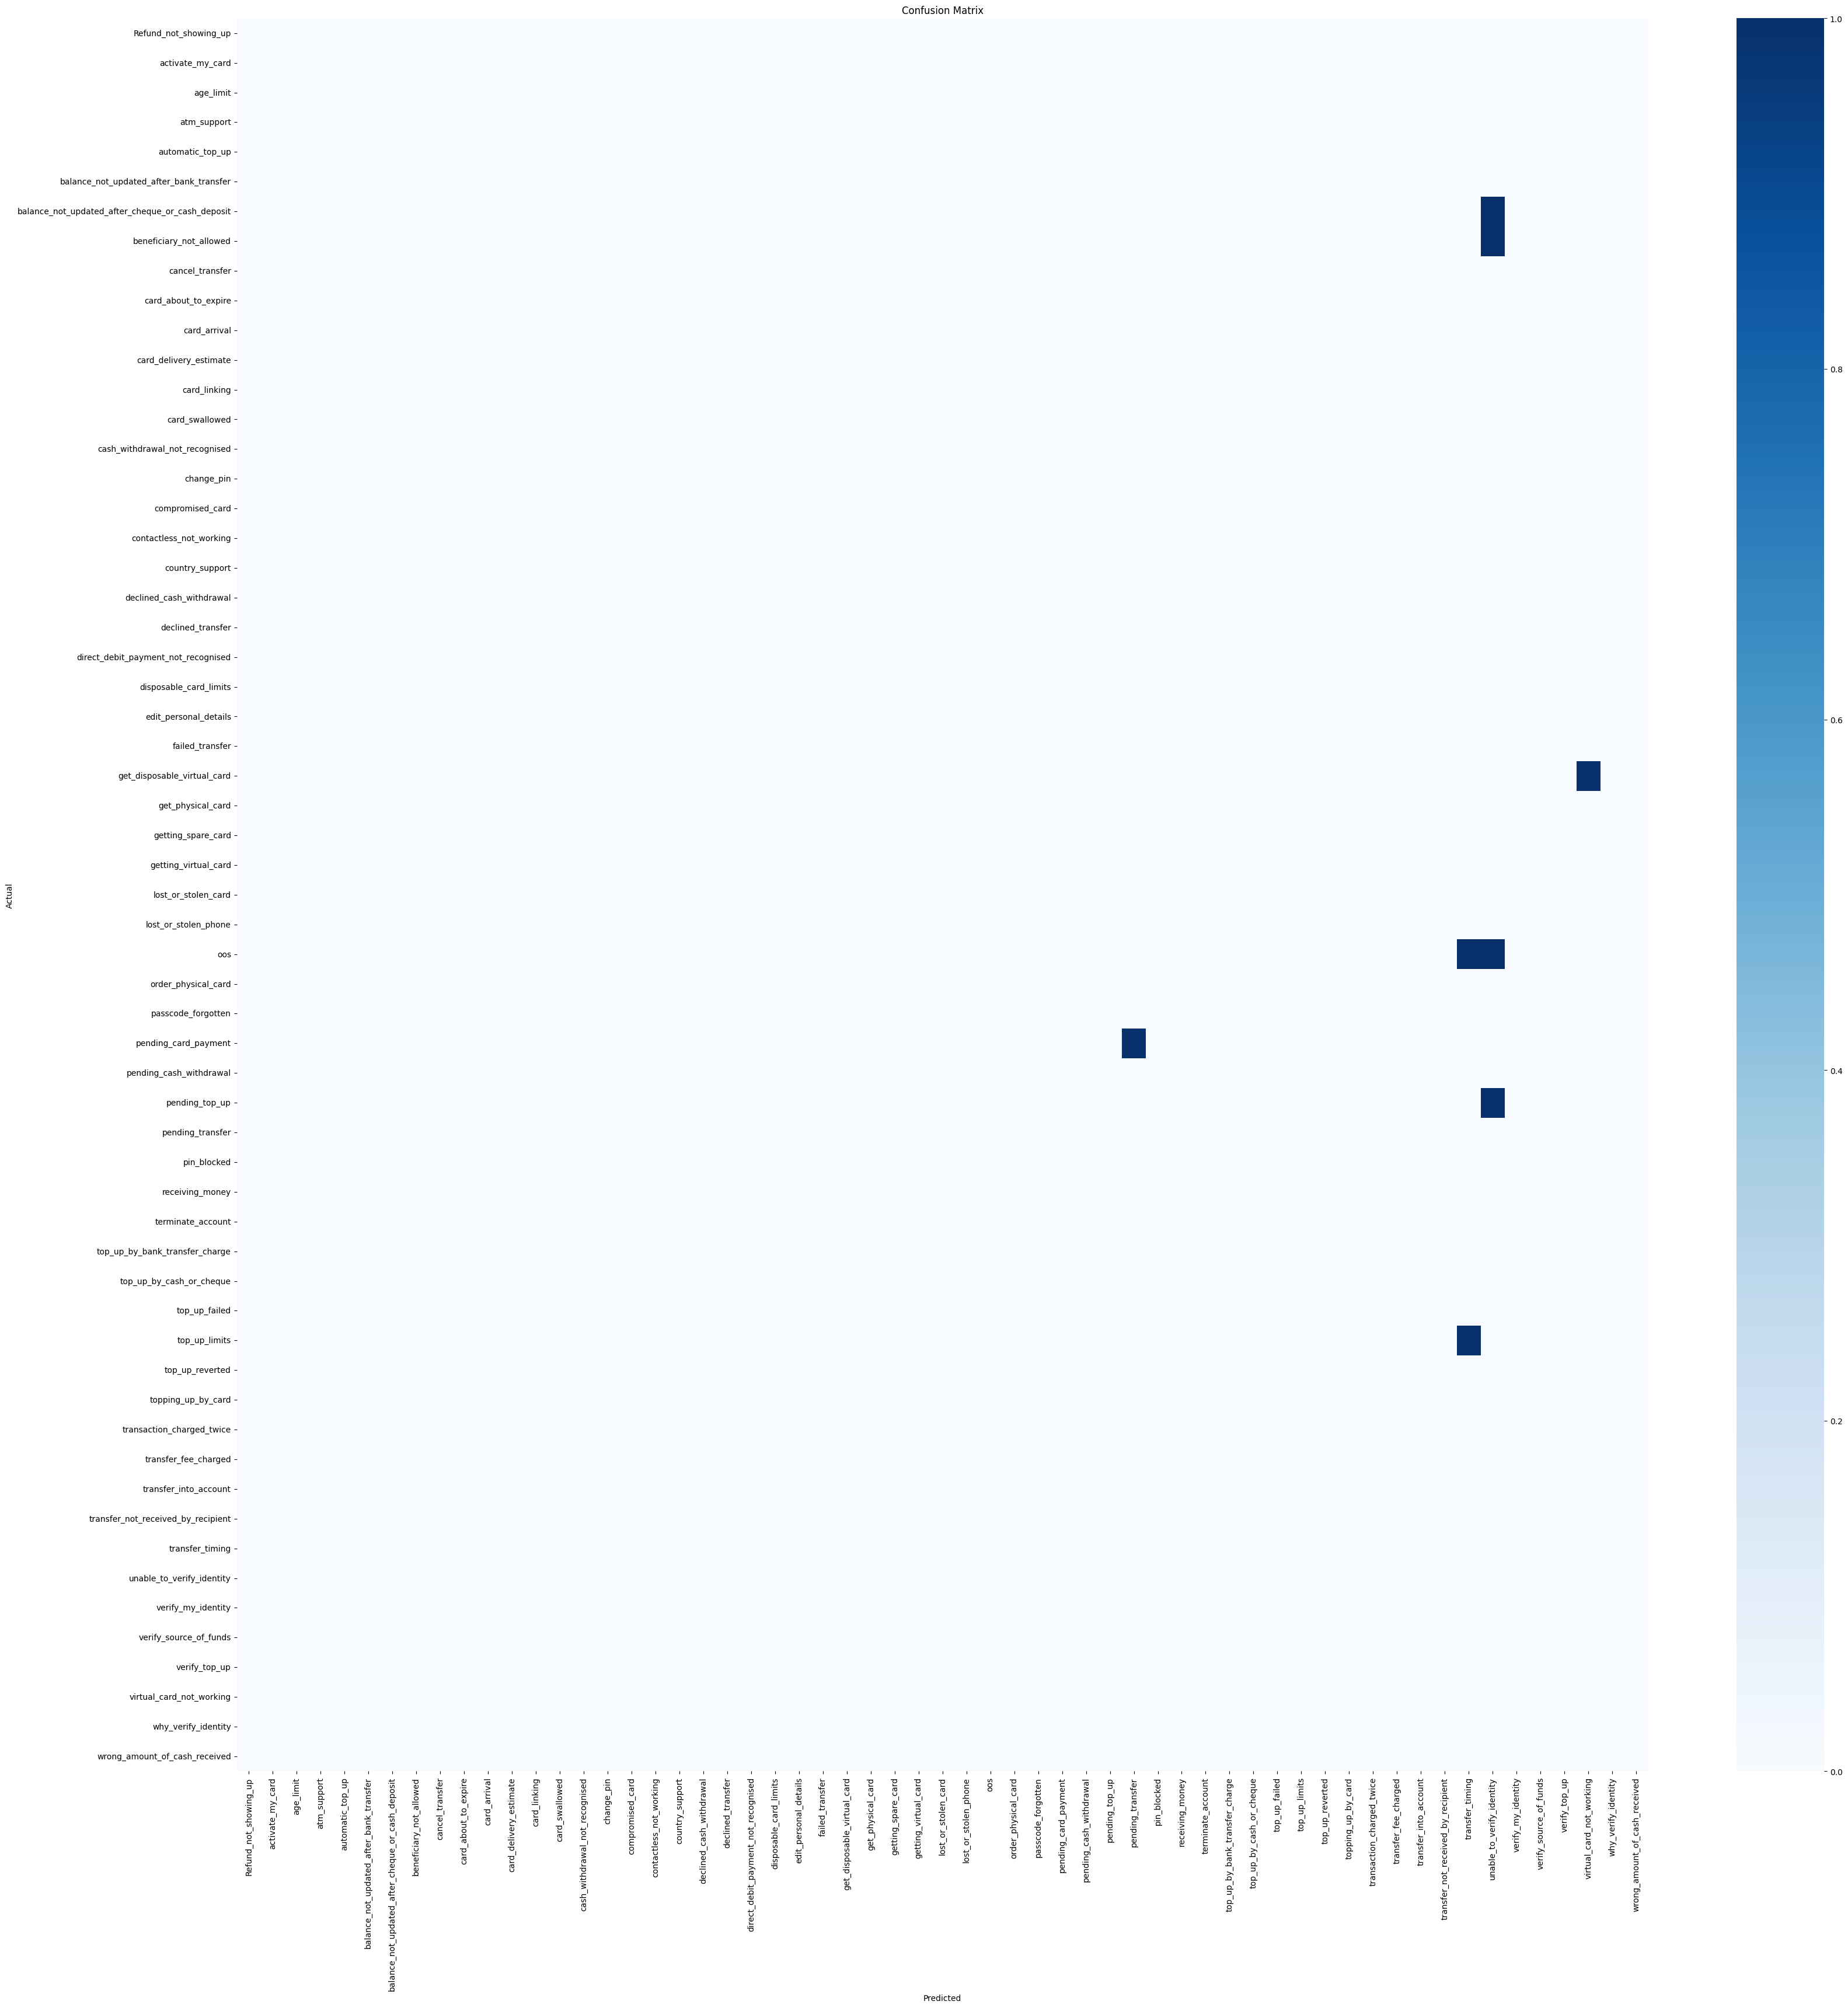 Confusion Matrix
Refund_not_showing_up
activate_my_card
age_limit
atm_support
automatic_top_up
balance_not_updated_after_bank_transfer
balance_not_updated_after_cheque_or_cash_deposit
beneficiary_not_allowed
cancel_transfer
card_about_to_expire
card_arrival
card_delivery_estimate
card_linking
card_swallowed
cash_withdrawal_not_recognised
change_pin
compromised_card
contactless_not_working
country_support
declined_cash_withdrawal
declined_transfer
direct_debit_payment_not_recognised
disposable_card_limits
edit_personal_details
failed_transfer
get_disposable_virtual_card
get_physical_card
getting_spare_card
getting_virtual_card
lost_or_stolen_card
lost_or_stolen_phone
oos
order_physical_card
passcode_forgotten
pending_card_payment
pending_cash_withdrawal
pending_top_up
pending_transfer
pin_blocked
receiving_money
terminate_account
top_up_by_bank_transfer_charge
top_up_by_cash_or_cheque
top_up_failed
top_up_limits
top_up_reverted
topping_up_by_card
transaction_charged_twice
transfer_fee_charged
transfer_into_account
transfer_not_received_by_recipient
transfer_timing
unable_to_verify_identity
verify_my_identity
verify_source_of_funds
verify_top_up
virtual_card_not_working
why_verify_identity
wrong_amount_of_cash_received
Actual
Refund_not_showing_up
activate_my_card
age_limit
atm_support
automatic_top_up
balance_not_updated_after_bank_transfer
balance_not_updated_after_cheque_or_cash_deposit
beneficiary_not_allowed
cancel_transfer
card_about_to_expire
card_arrival
card_delivery_estimate
card_linking
card_swallowed
cash_withdrawal_not_recognised
change_pin
compromised_card
contactless_not_working
country_support
declined_cash_withdrawal
declined_transfer
direct_debit_payment_not_recognised
disposable_card_limits
edit_personal_details
failed_transfer
get_disposable_virtual_card
get_physical_card
getting_spare_card
getting_virtual_card
lost_or_stolen_card
lost_or_stolen_phone
oos
order_physical_card
passcode_forgotten
pending_card_payment
pending_cash_withdrawal
pending_top_up
pending_transfer
pin_blocked
receiving_money
terminate_account
top_up_by_bank_transfer_charge
top_up_by_cash_or_cheque
top_up_failed
top_up_limits
top_up_reverted
topping_up_by_card
transaction_charged_twice
transfer_fee_charged
transfer_into_account
transfer_not_received_by_recipient
transfer_timing
unable_to_verify_identity
verify_my_identity
verify_source_of_funds
verify_top_up
virtual_card_not_working
why_verify_identity
wrong_amount_of_cash_received
Predicted
1.0
0.8
0.6
0.4
0.2
0.0